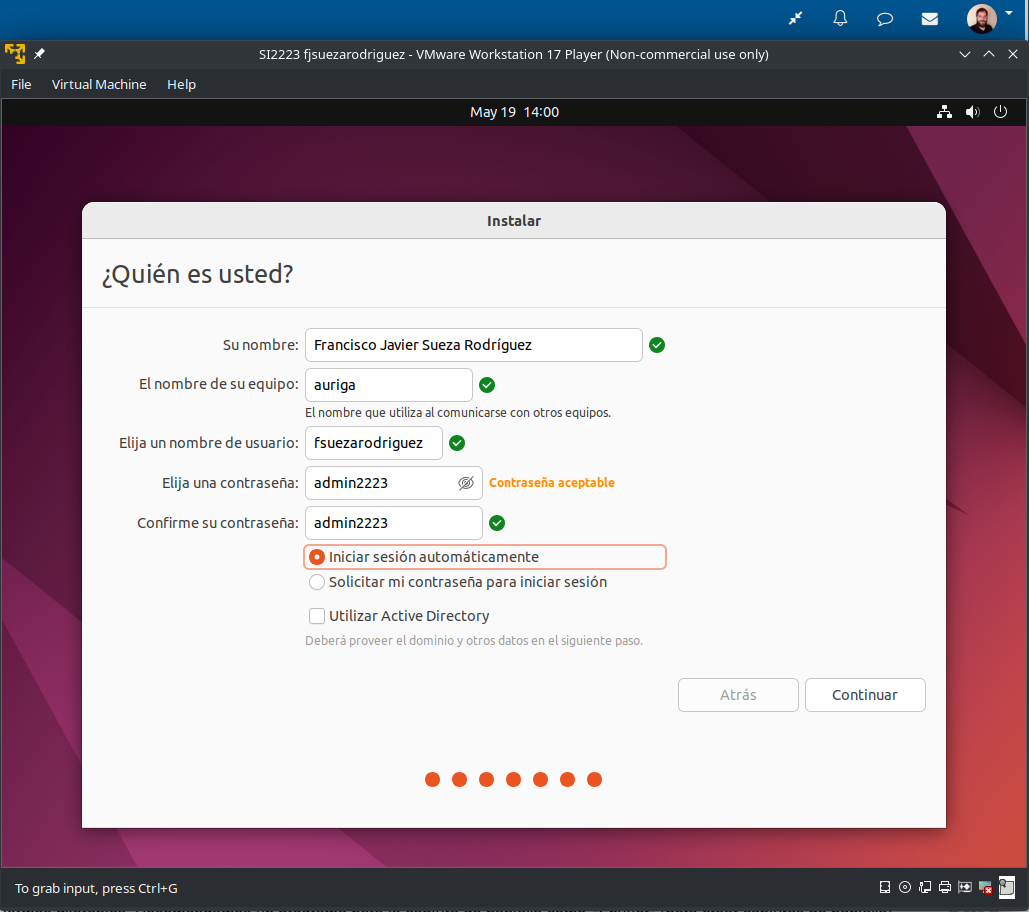 SI2223 fjsuezarodriguez - VMware Workstation 17 Player (Non-commercial use only)
File Virtual Machine Help
May 19 14:00
Instalar
¿Quién es usted?
Su nombre: Francisco Javier Sueza Rodríguez
El nombre de su equipo: auriga
El nombre que utiliza al comunicarse con otros equipos.
Elija un nombre de usuario: fsuezarodriguez
Elija una contraseña: admin2223 Contraseña aceptable
Confirme su contraseña: admin2223
Iniciar sesión automáticamente
Solicitar mi contraseña para iniciar sesión
Utilizar Active Directory
Deberá proveer el dominio y otros datos en el siguiente paso.
Atrás Continuar
To grab input, press Ctrl+G